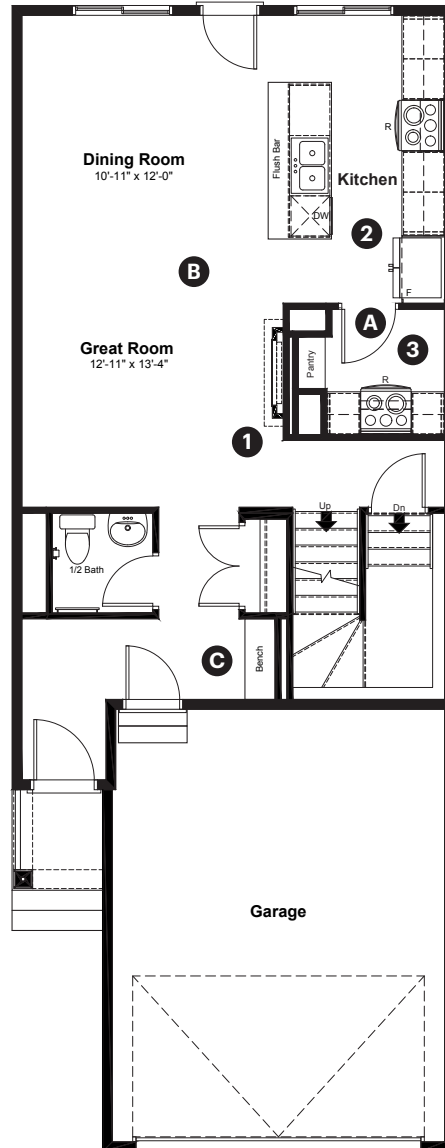 R
Flush Bar
Dining Room
10'-11" x 12'-0"
Kitchen
DW
2
B
F
A
Great Room
12'-11" x 13'-4"
3
Pantry
R
1
Up
Dn
1/2 Bath
C
Bench
Garage